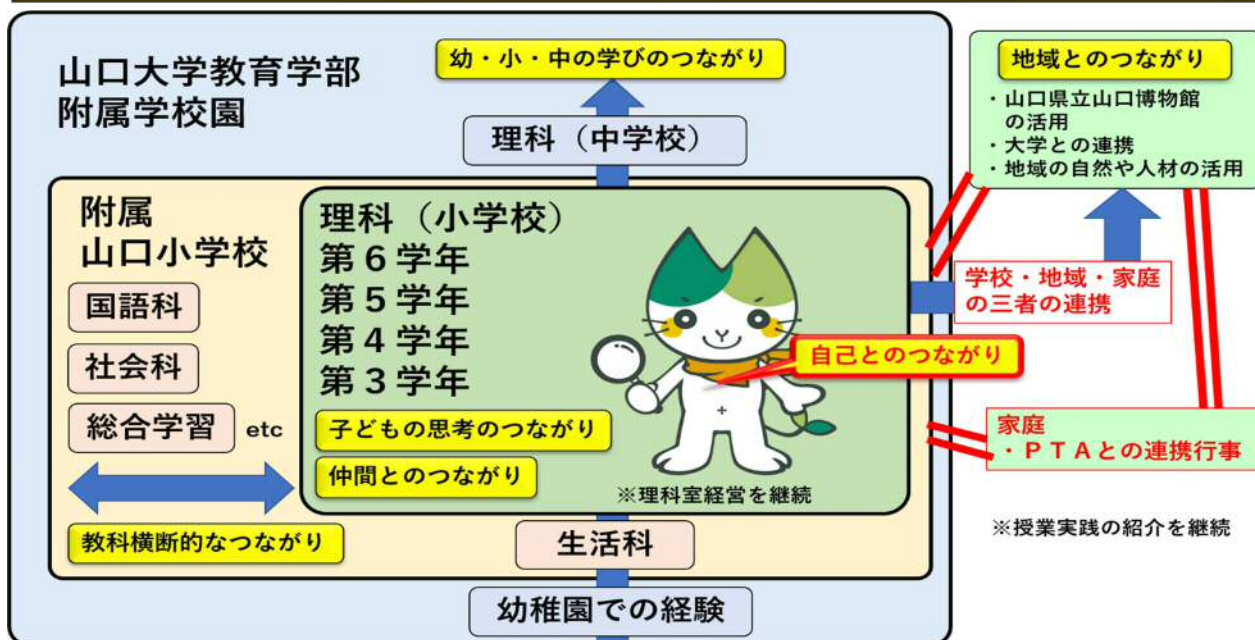 山口大学教育学部
附属学校園
幼・小・中の学びのつながり
理科（中学校）
附属
山口小学校
国語科
社会科
総合学習 etc
教科横断的なつながり
理科（小学校）
第６学年
第５学年
第４学年
第３学年
子どもの思考のつながり
仲間とのつながり
自己とのつながり
※理科室経営を継続
生活科
幼稚園での経験
地域とのつながり
・山口県立山口博物館
の活用
・大学との連携
・地域の自然や人材の活用
学校・地域・家庭
の三者の連携
家庭
・ＰＴＡとの連携行事
※授業実践の紹介を継続